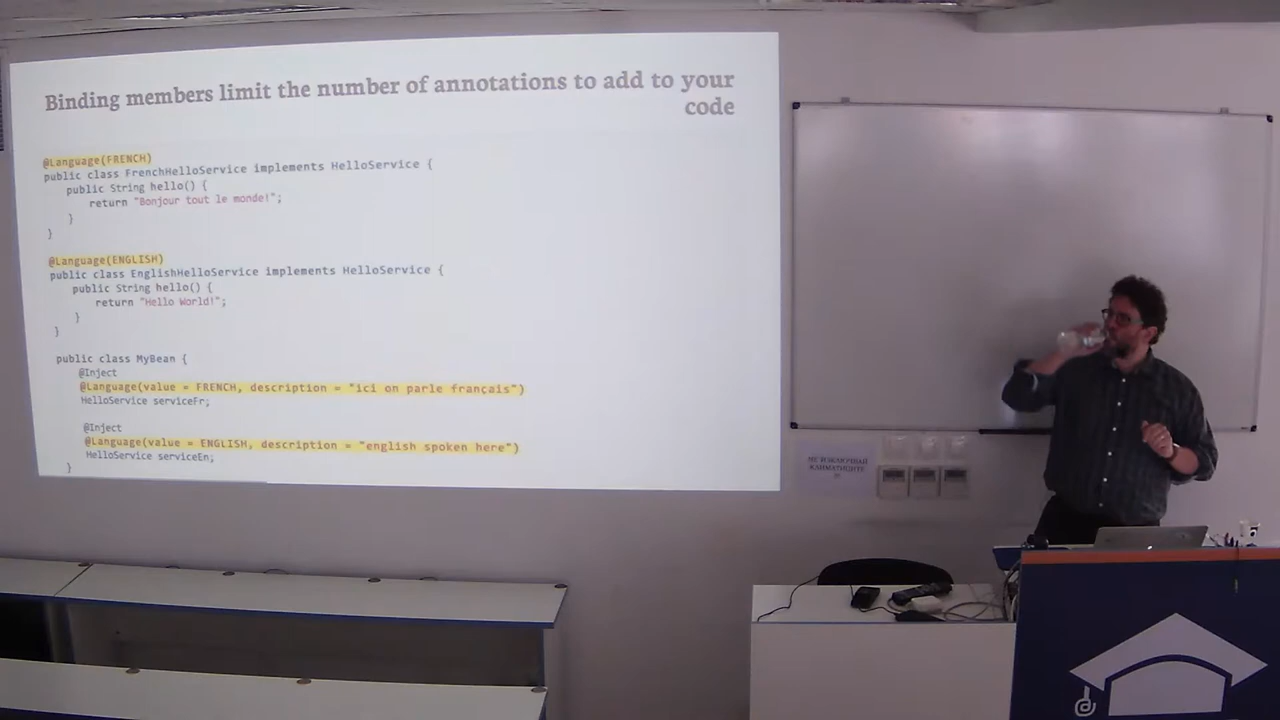 Binding members limit the number of annotations to add to your
code
@Language(FRENCH)
public class FrenchHelloService implements HelloService {
public String hello() {
return "Bonjour tout le monde!";
}
}
@Language(ENGLISH)
public class EnglishHelloService implements HelloService {
public String hello() {
return "Hello World!";
}
}
public class MyBean {
@Inject
@Language(value = FRENCH, description = "ici on parle français")
HelloService serviceFr;
@Inject
@Language(value = ENGLISH, description = "english spoken here")
HelloService serviceEn;
}
НЕ ИЗКЛЮЧВАЙ
КЛИМАТИЦИТЕ